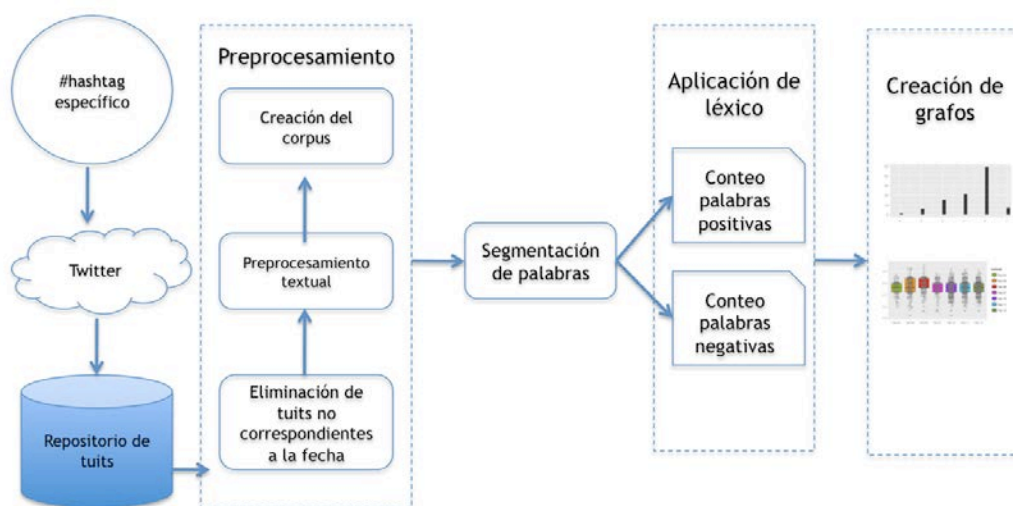 #hashtag
específico
Twitter
Repositorio de
tuits
Preprocesamiento
Creación del
corpus
Preprocesamiento
textual
Eliminación de
tuits no
correspondientes
a la fecha
Segmentación
de palabras
Aplicación de
léxico
Conteo
palabras
positivas
Conteo
palabras
negativas
Creación de
grafos